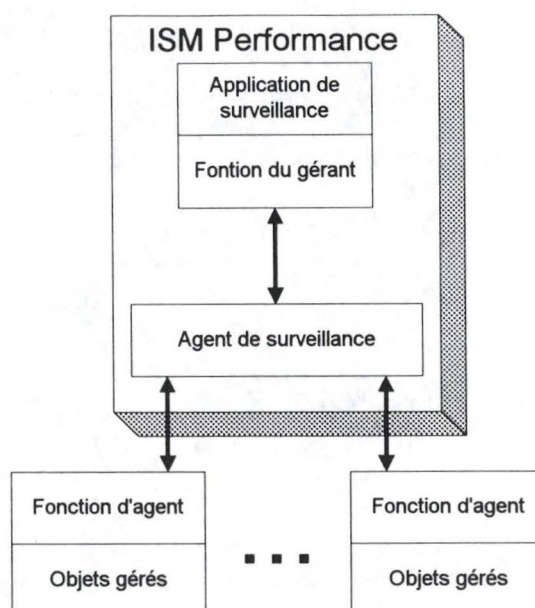 ISM Performance
Application de
surveillance
Fontion du gérant
Agent de surveillance
Fonction d'agent
Objets gérés
Fonction d'agent
Objets gérés